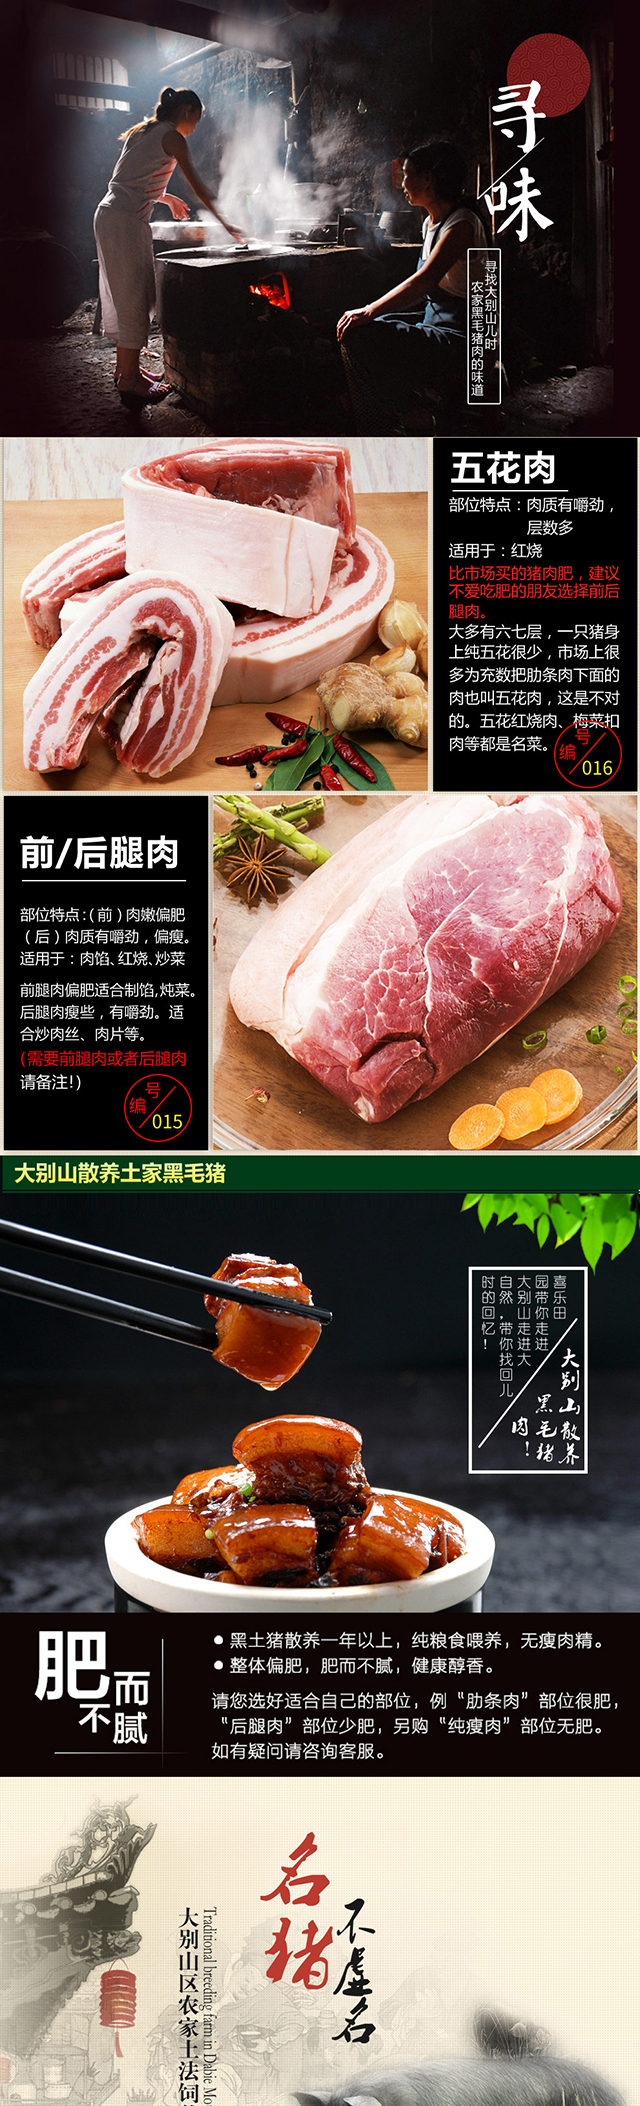 寻味
寻找大别山儿时
农家黑毛猪肉的味道
五花肉
部位特点：肉质有嚼劲，
层数多
适用于：红烧
比市场买的猪肉肥，建议
不爱吃肥的朋友选择前后
腿肉。
大多有六七层，一只猪身
上纯五花很少，市场上很
多为充数把肋条肉下面的
肉也叫五花肉，这是不对
的。五花红烧肉、梅菜扣
肉等都是名菜。
编号
016
前/后腿肉
部位特点：(前)肉嫩偏肥
(后)肉质有嚼劲，偏瘦。
适用于：肉馅、红烧、炒菜
前腿肉偏肥适合制馅,炖菜。
后腿肉瘦些，有嚼劲。适
合炒肉丝、肉片等。
(需要前腿肉或者后腿肉
请备注!)
编号
015
大别山散养土家黑毛猪
喜乐田
园带你走进
大别山走进大
自然，带你找回儿
时的回忆！
大别山散养
黑毛猪
肉！
肥而
不腻
黑土猪散养一年以上，纯粮食喂养，无瘦肉精。
整体偏肥，肥而不腻，健康醇香。
请您选好适合自己的部位，例“肋条肉”部位很肥，
“后腿肉”部位少肥，另购“纯瘦肉”部位无肥。
如有疑问请咨询客服。
名猪
不虚名
Traditional breeding farm in Dabie Mo
大别山区农家土法饲